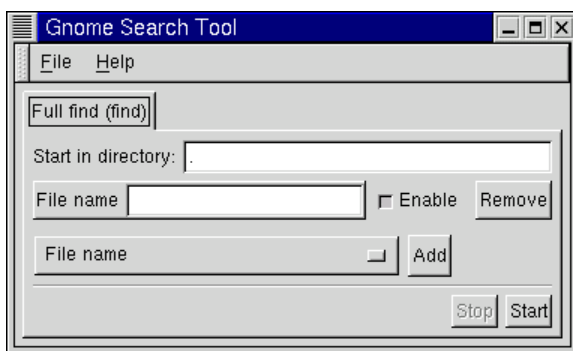 Gnome Search Tool
File Help
Full find (find)
Start in directory: .
File name Enable Remove
File name Add
Stop Start